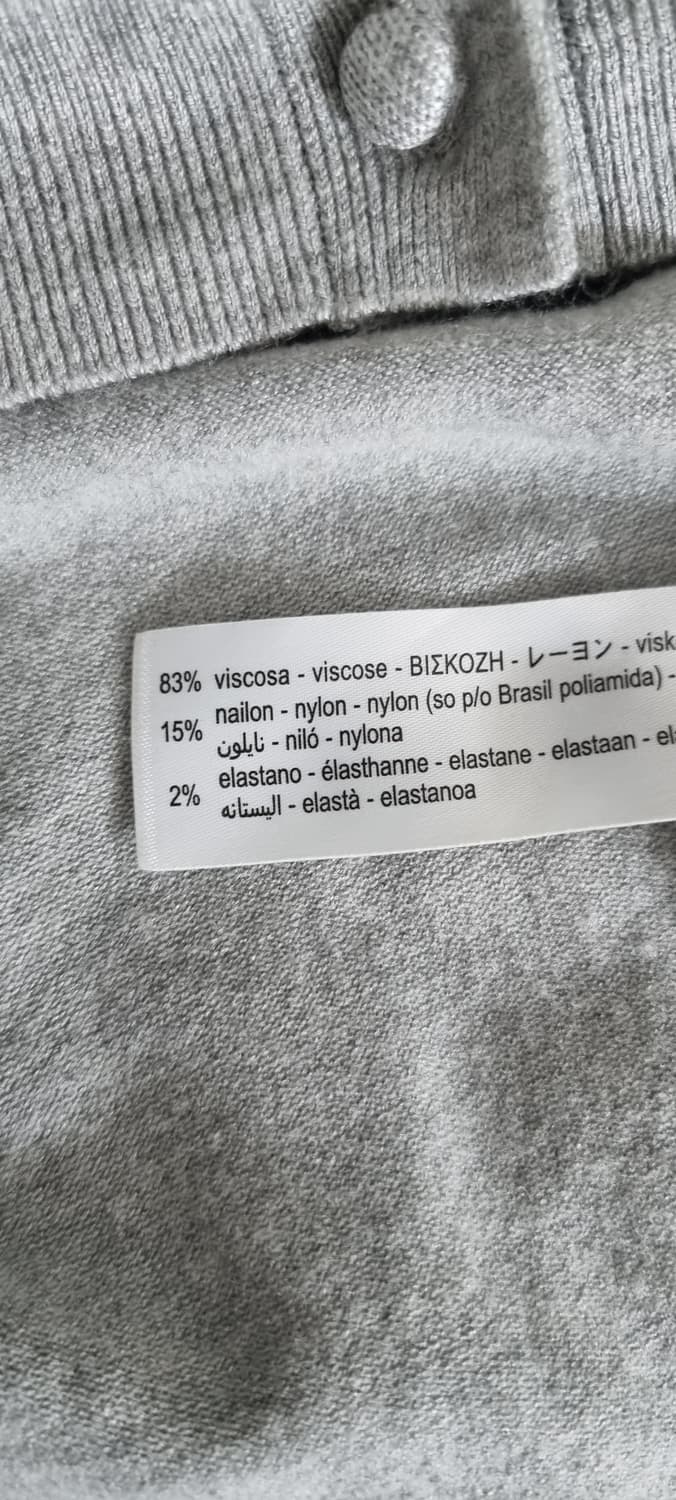 83% viscosa - viscose - ΒΙΣΚΟΖΗ - レーヨン - visk
15% nailon - nylon - nylon (so p/o Brasil poliamida) -
نايلون - niló - nylona
2% elastano - élasthanne - elastane - elastaan - el
اليستانه - elastà - elastanoa